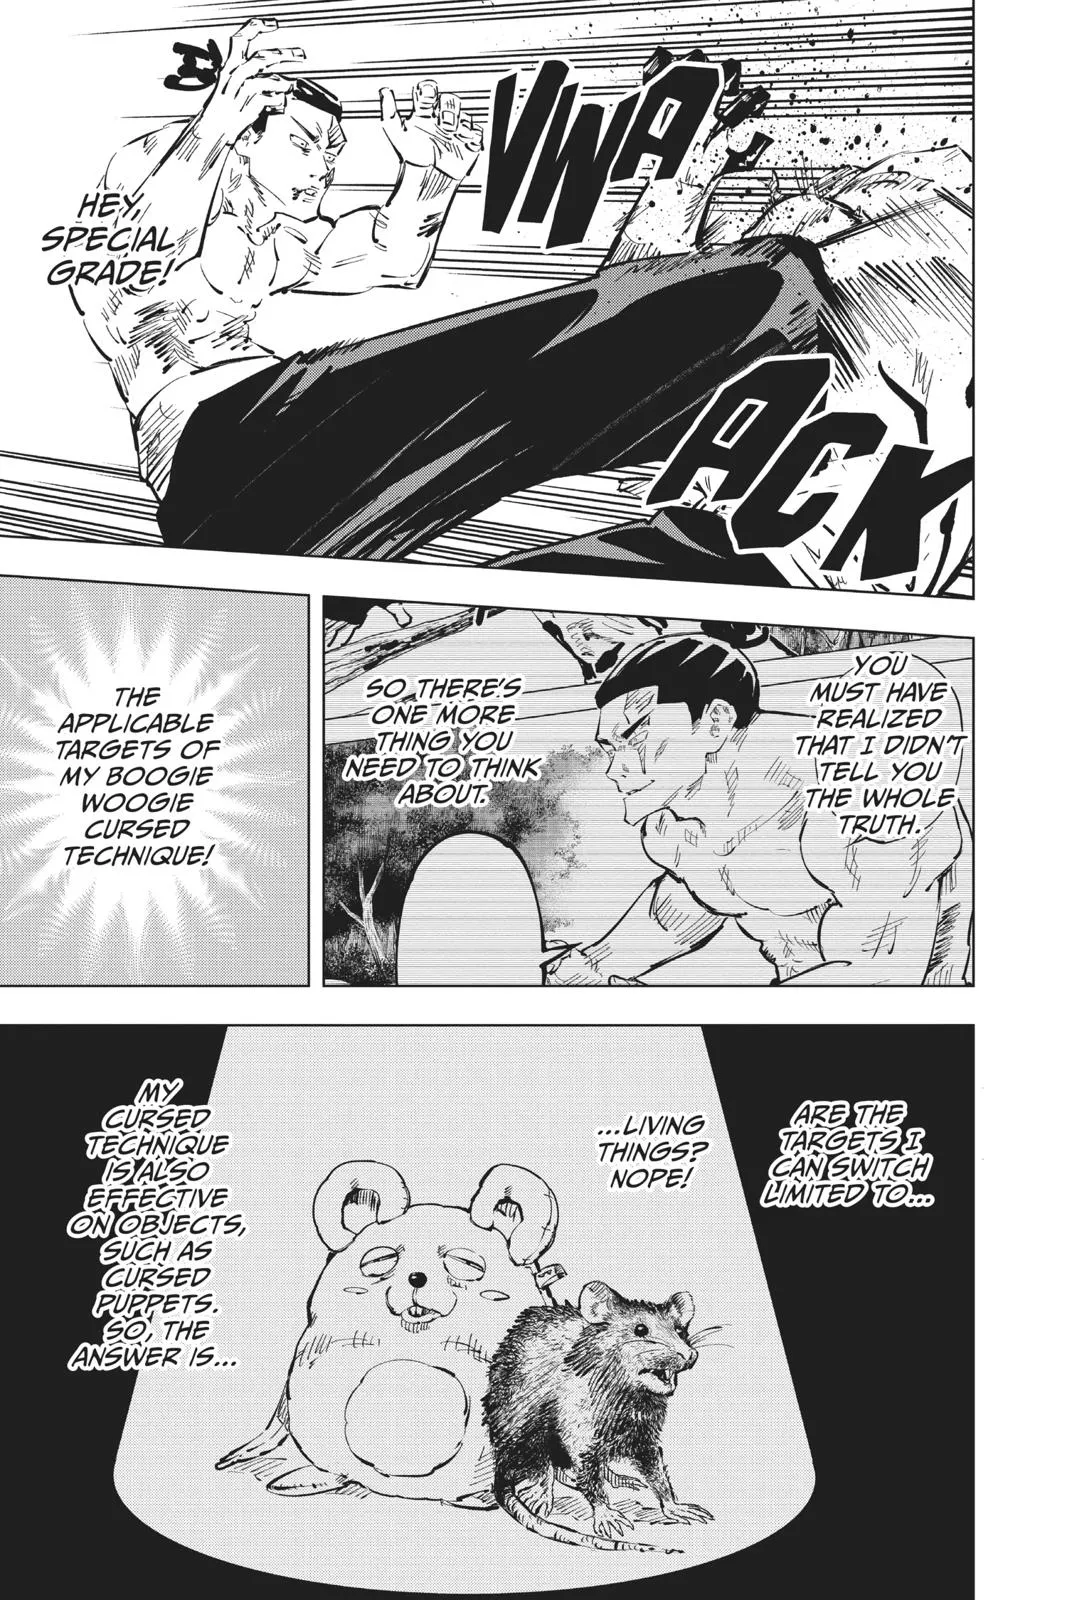 HEY,
SPECIAL
GRADE!
VWA
ACK
YOU
MUST HAVE
REALIZED
THAT I DIDN'T
TELL YOU
THE WHOLE
TRUTH.
SO THERE'S
ONE MORE
THING YOU
NEED TO THINK
ABOUT.
THE
APPLICABLE
TARGETS OF
MY BOOGIE
WOOGIE
CURSED
TECHNIQUE!
ARE THE
TARGETS I
CAN SWITCH
LIMITED TO...
...LIVING
THINGS?
NOPE!
MY
CURSED
TECHNIQUE
IS ALSO
EFFECTIVE
ON OBJECTS,
SUCH AS
CURSED
PUPPETS.
SO, THE
ANSWER IS...